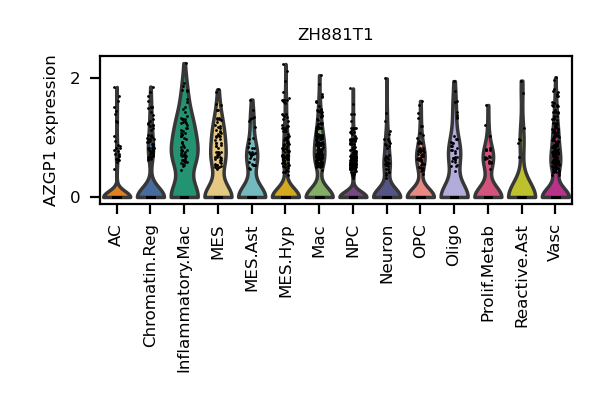 ZH881T1
AZGP1 expression
2
0
AC
Chromatin.Reg
Inflammatory.Mac
MES
MES.Ast
MES.Hyp
Mac
NPC
Neuron
OPC
Oligo
Prolif.Metab
Reactive.Ast
Vasc